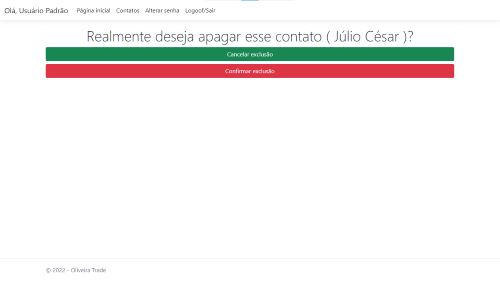 Olá, Usuário Padrão Página inicial Contatos Alterar senha Logoof/Sair
Realmente deseja apagar esse contato ( Júlio César )?
Cancelar exclusão
Confirmar exclusão
© 2022 - Oliveira Trade